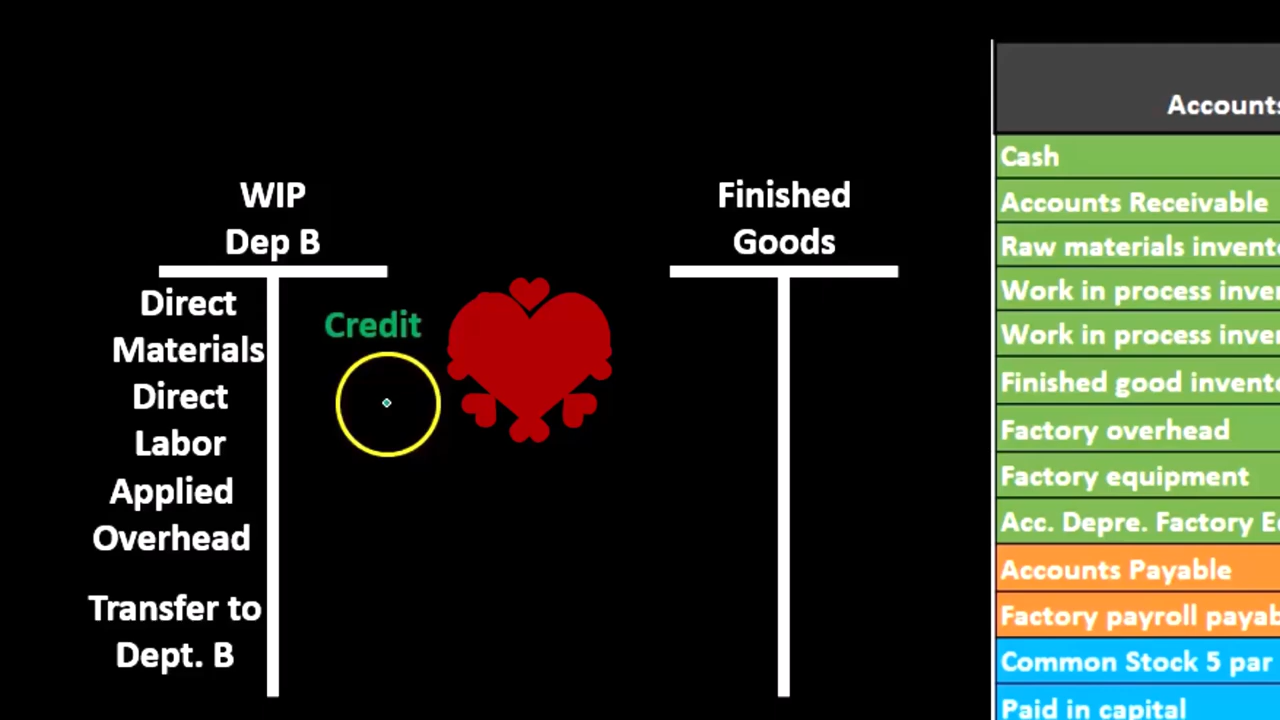 WIP
Dep B
Direct
Materials
Direct
Labor
Applied
Overhead
Transfer to
Dept. B
Credit
Finished
Goods
Accounts
Cash
Accounts Receivable
Raw materials invent
Work in process inver
Work in process inver
Finished good invent
Factory overhead
Factory equipment
Acc. Depre. Factory E
Accounts Payable
Factory payroll payab
Common Stock 5 par
Paid in capital